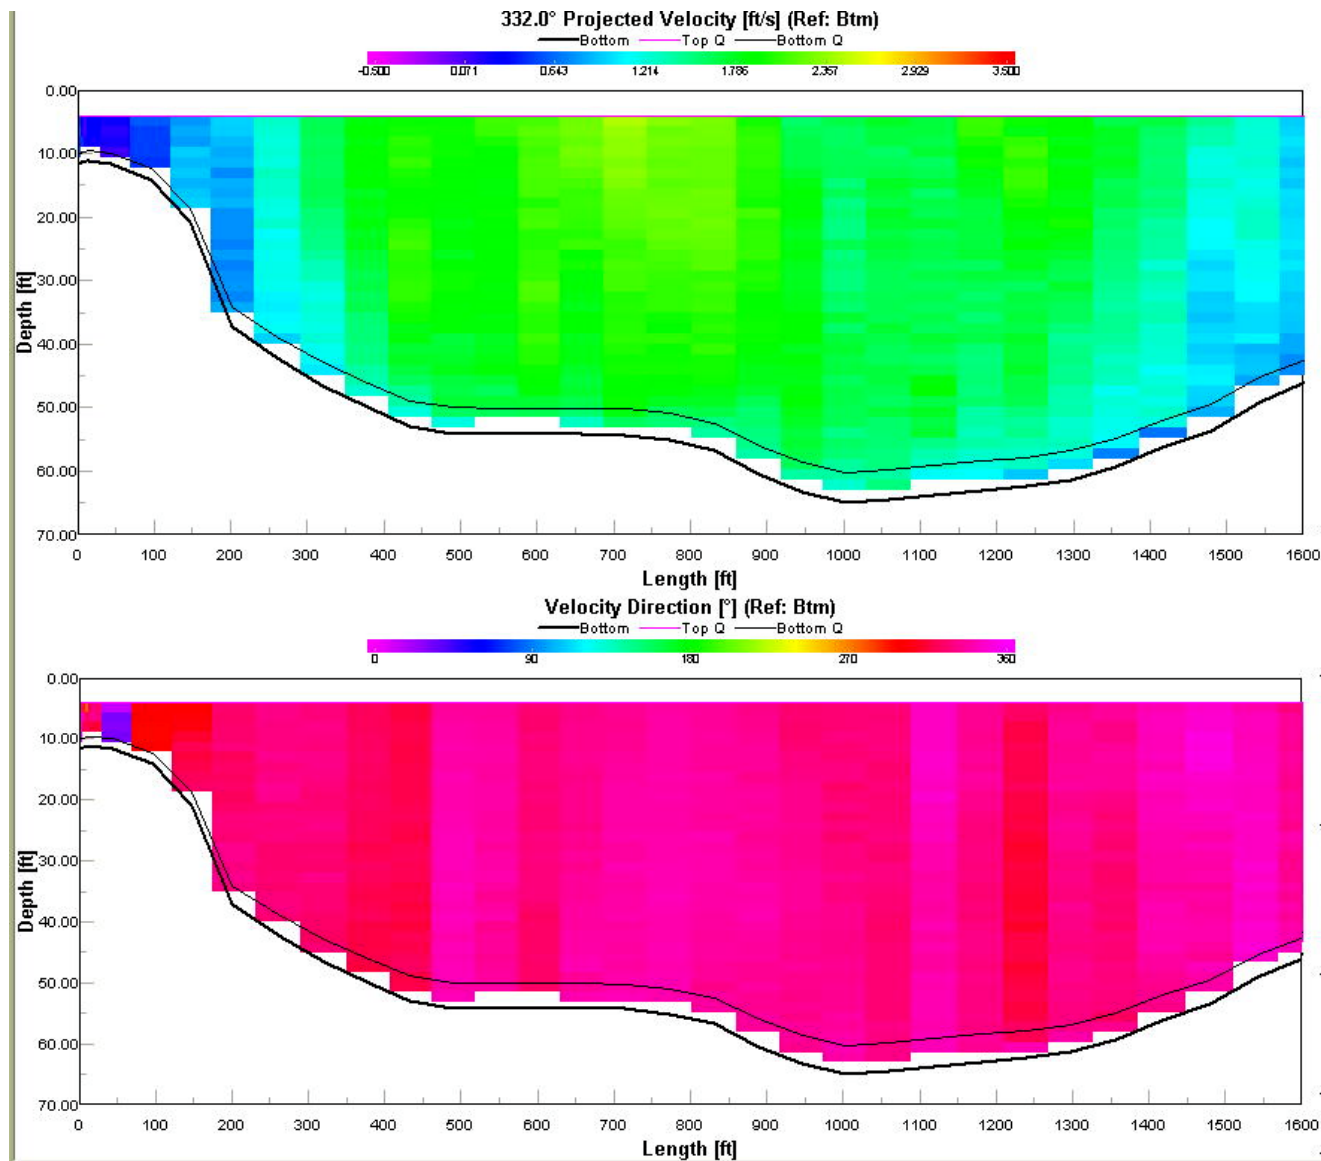 332.0° Projected Velocity [ft/s] (Ref: Btm)
Bottom Top Q Bottom Q
-0.500 0.071 0.643 1.214 1.786 2.357 2.929 3.500
0.00
10.00
20.00
30.00
40.00
50.00
60.00
70.00
Depth [ft]
0 100 200 300 400 500 600 700 800 900 1000 1100 1200 1300 1400 1500 1600
Length [ft]
Velocity Direction [°] (Ref: Btm)
Bottom Top Q Bottom Q
0 90 180 270 360
0.00
10.00
20.00
30.00
40.00
50.00
60.00
70.00
Depth [ft]
0 100 200 300 400 500 600 700 800 900 1000 1100 1200 1300 1400 1500 1600
Length [ft]